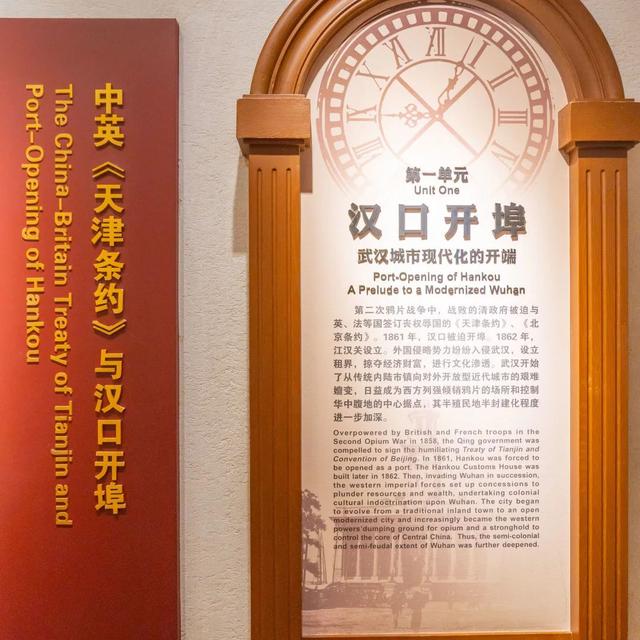 中英《天津条约》与汉口开埠
The China-Britain Treaty of Tianjin and
Port-Opening of Hankou
XII
第一单元
Unit One
汉口开埠
武汉城市现代化的开端
Port-Opening of Hankou
A Prelude to a Modernized Wuhan
第二次鸦片战争中，战败的清政府被迫与
英、法等国签订丧权辱国的《天津条约》、《北
京条约》。1861年，汉口被迫开埠。1862年，
江汉关设立。外国侵略势力纷纷入侵武汉，设立
租界，掠夺经济财富，进行文化渗透。武汉开始
了从传统内陆市镇向对外开放型近代城市的艰难
蟺变，日益成为西方列强倾销鸦片的场所和控制
华中腹地的中心据点，其半殖民地半封建化程度
进一步加深。
Overpowered by British and French troops in the
Second Opium War in 1858, the Qing government was
compelled to sign the humiliating Treaty of Tianjin and
Convention of Beijing. In 1861, Hankou was forced to
be opened as a port. The Hankou Customs House was
built later in 1862. Then, invading Wuhan in succession,
the western imperial forces set up concessions to
plunder resources and wealth, undertaking colonial
cultural indoctrination upon Wuhan. The city began
to evolve from a traditional inland town to an open
modernized city and increasingly became the western
powers' dumping ground for opium and a stronghold to
control the core of Central China. Thus, the semi-colonial
and semi-feudal extent of Wuhan was further deepened.